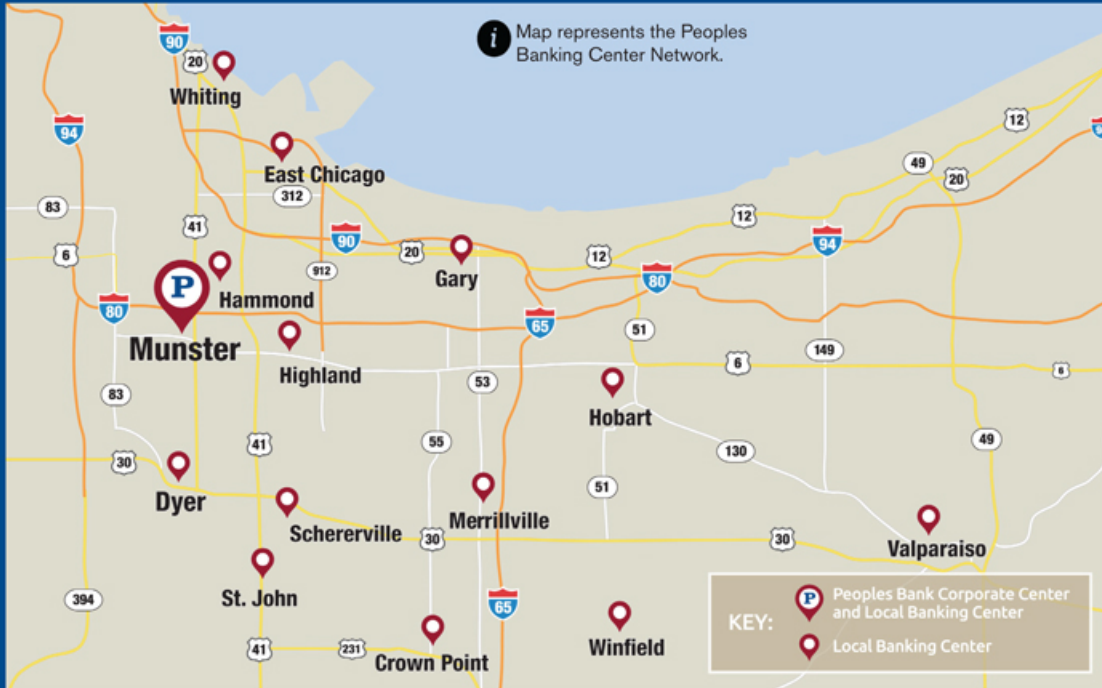 i Map represents the Peoples
Banking Center Network.
90
20
Whiting
94
12
East Chicago
49
20
312
83
12
41
90
94
6
20
12
912
Gary
80
Hammond
P
80
65
51
Munster
149
6
Highland
6
53
83
Hobart
49
41
55
130
30
51
Dyer
Merrillville
Schererville
30
30
Valparaiso
St. John
394
65
KEY:
P Peoples Bank Corporate Center
and Local Banking Center
Local Banking Center
Winfield
41
231
Crown Point